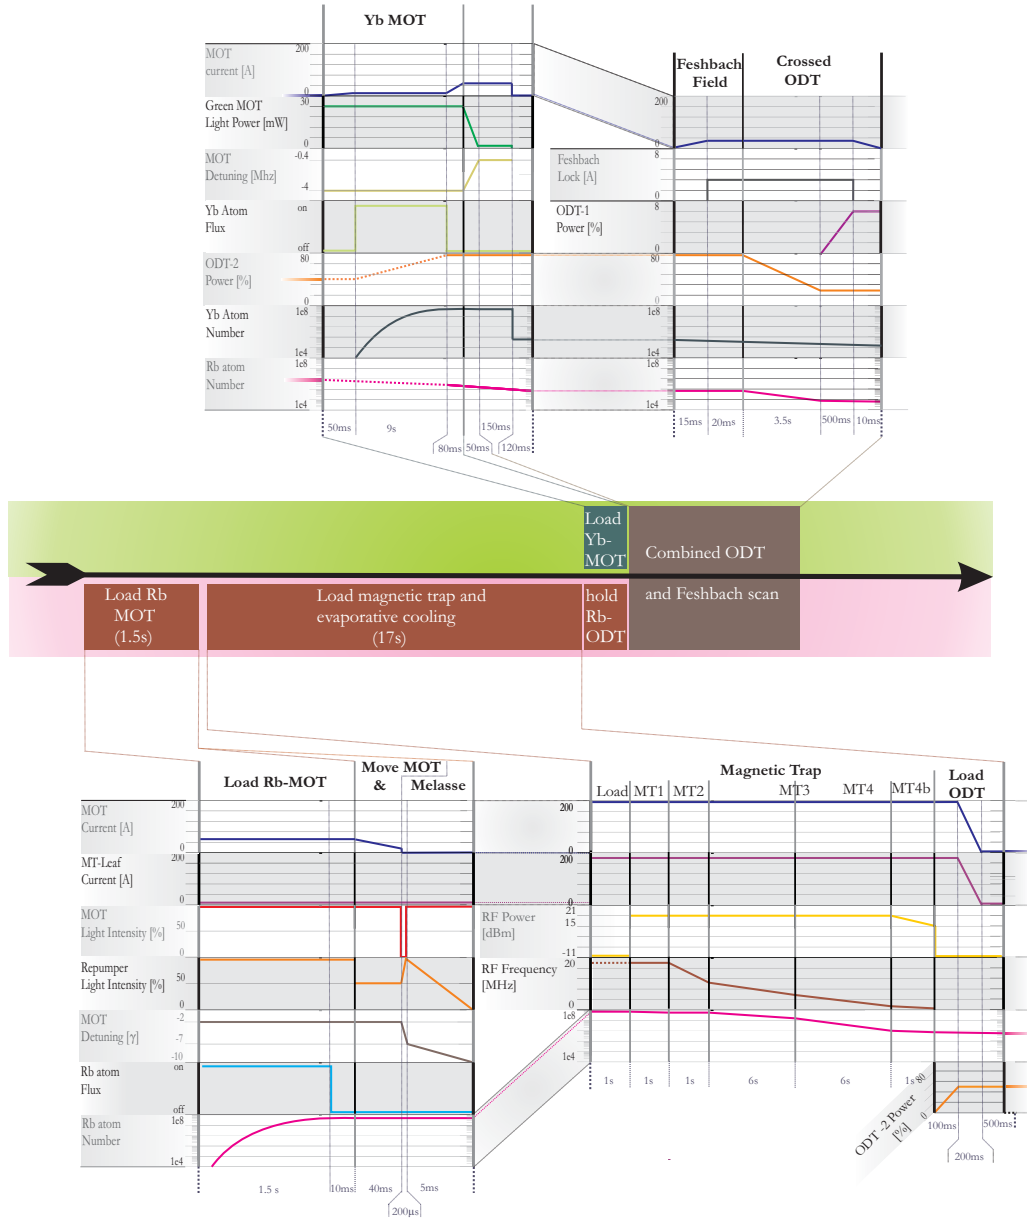 Yb MOT
MOT
current [A]
200
0
Green MOT
Light Power [mW]
30
0
MOT
Detuning [Mhz]
-0.4
-4
Yb Atom
Flux
on
off
ODT-2
Power [%]
80
0
Yb Atom
Number
1e8
1e4
Rb atom
Number
1e8
1e4
50ms
9s
80ms
50ms
150ms
120ms
Feshbach
Field
Crossed
ODT
200
0
Feshbach
Lock [A]
8
0
ODT-1
Power [%]
8
0
80
0
1e8
1e4
1e8
1e4
15ms
20ms
3.5s
500ms
10ms
Load
Yb-
MOT
Combined ODT
and Feshbach scan
Load Rb
MOT
(1.5s)
Load magnetic trap and
evaporative cooling
(17s)
hold
Rb-
ODT
Load Rb-MOT
Move MOT
&
Melasse
MOT
Current [A]
200
0
MT-Leaf
Current [A]
200
0
MOT
Light Intensity [%]
50
0
Repumper
Light Intensity [%]
50
0
MOT
Detuning [γ]
-2
-7
-10
Rb atom
Flux
on
off
Rb atom
Number
1e8
1e4
1.5 s
10ms
40ms
200µs
5ms
Magnetic Trap
Load
ODT
Load
MT1
MT2
MT3
MT4
MT4b
200
0
200
0
RF Power
[dBm]
21
15
-11
RF Frequency
[MHz]
20
0
1e8
1e4
1s
1s
1s
6s
6s
1s
ODT -2 Power
[%]
80
0
100ms
200ms
500ms